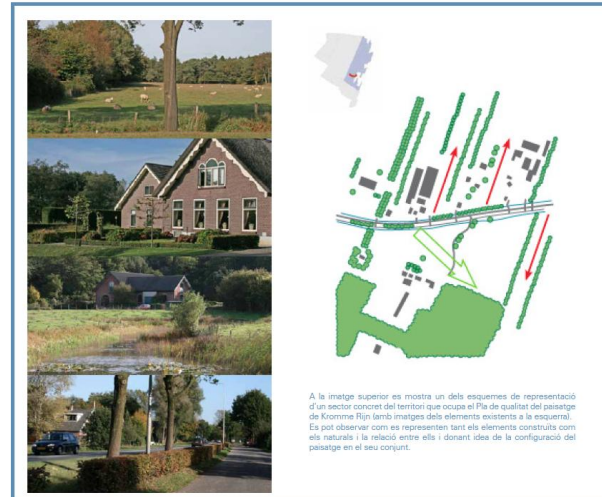 A la imatge superior es mostra un dels esquemes de representació
d'un sector concret del territori que ocupa el Pla de qualitat del paisatge
de Kromme Rijn (amb imatges dels elements existents a la esquerra).
Es pot observar com es representen tant els elements construïts com
els naturals i la relació entre ells i donant idea de la configuració del
paisatge en el seu conjunt.